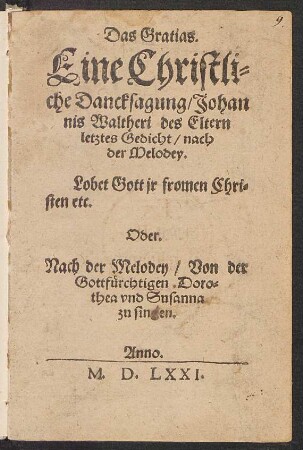 9
Das Gratias.
Eine Christli-
che Dancksagung/Johan
nis Waltheri des Eltern
letztes Gedicht/nach
der Melodey.
Lobet Gott jr fromen Chri-
sten etc.
Oder.
Nach der Melodey/Von der
Gottfürchtigen Doro-
thea vnd Susanna
zu singen.
Anno.
M. D. LXXI.